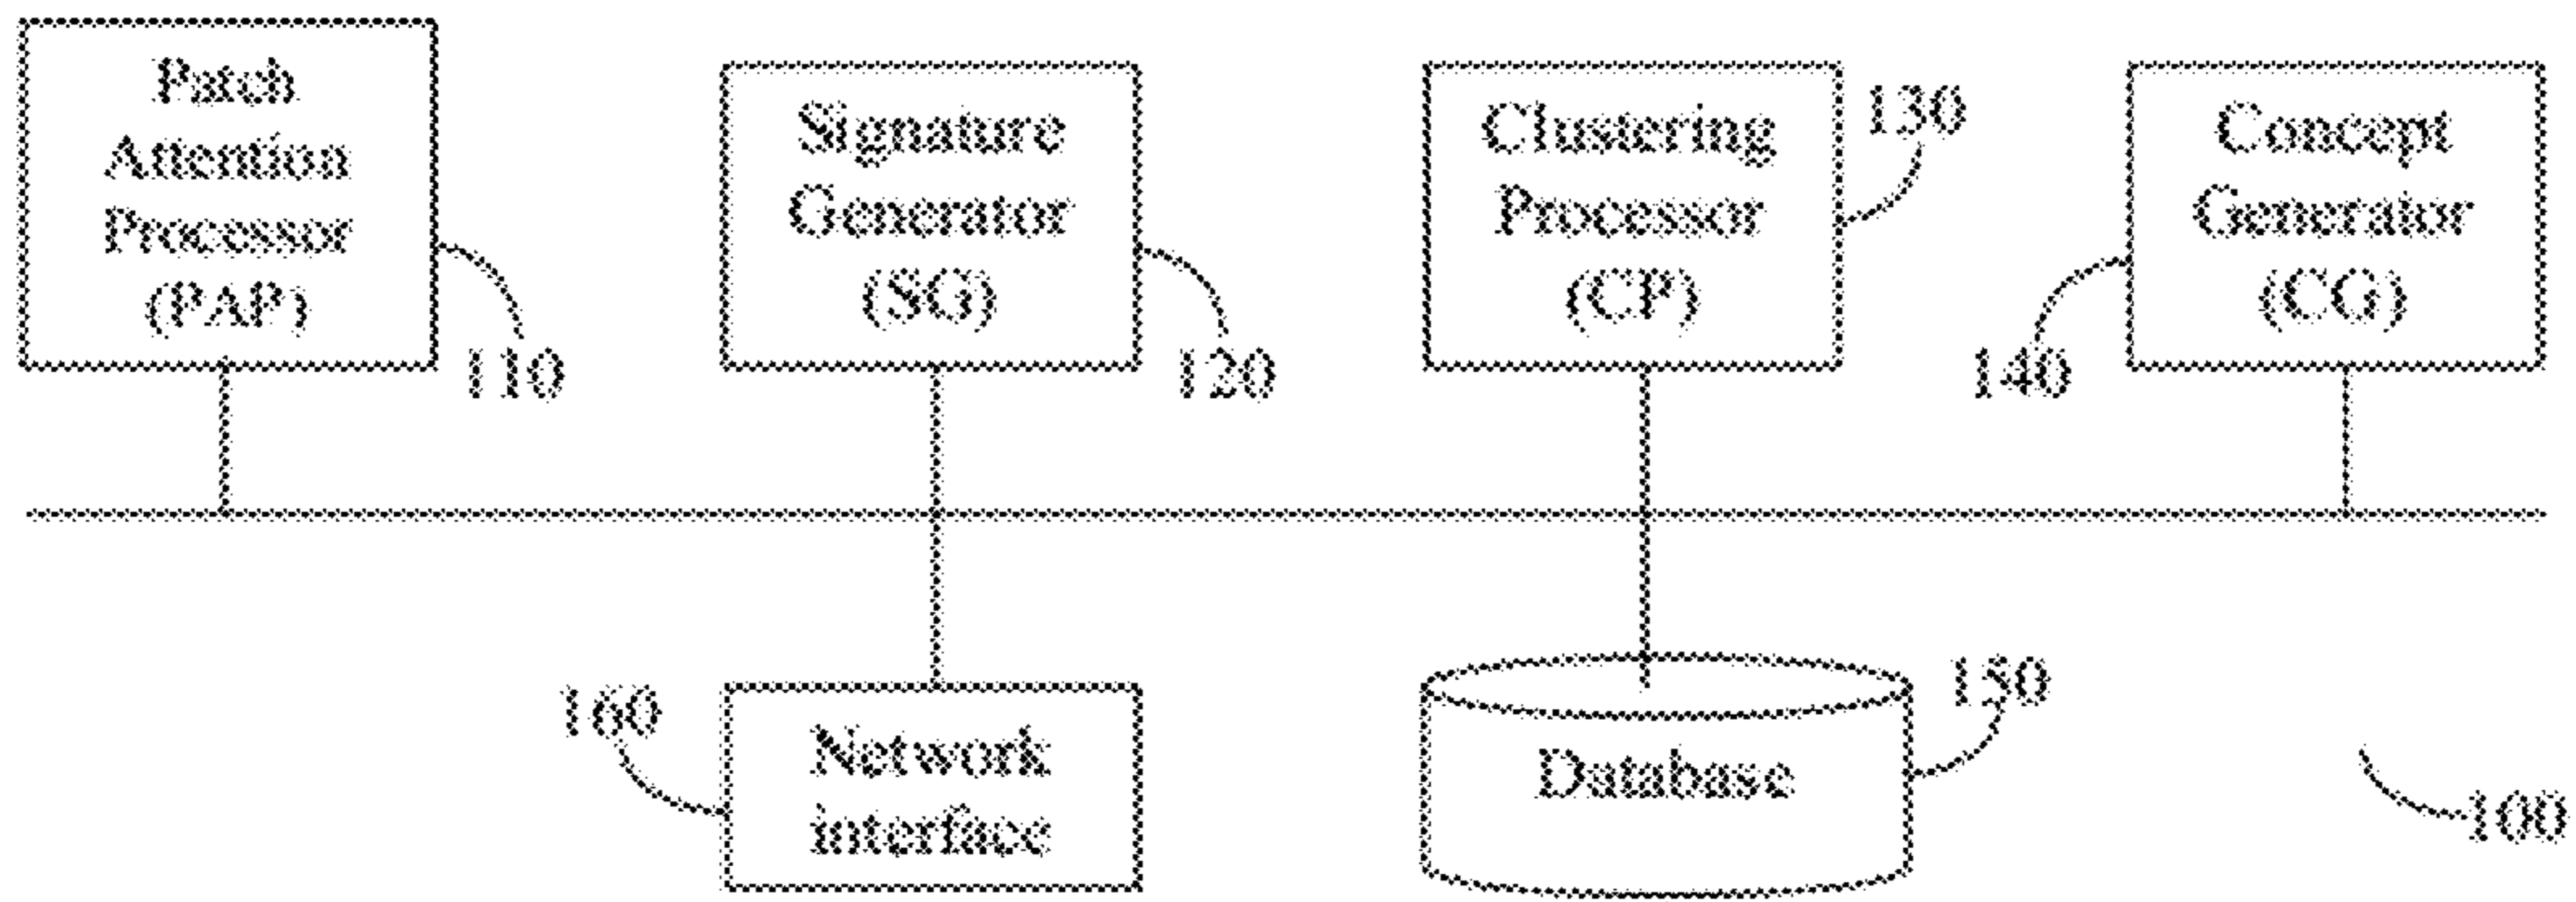 Patch
Attention
Processor
(PAP)
110
Signature
Generator
(SG)
120
Clustering
Processor
(CP)
130
Concept
Generator
(CG)
140
160
Network
interface
Database
150
100